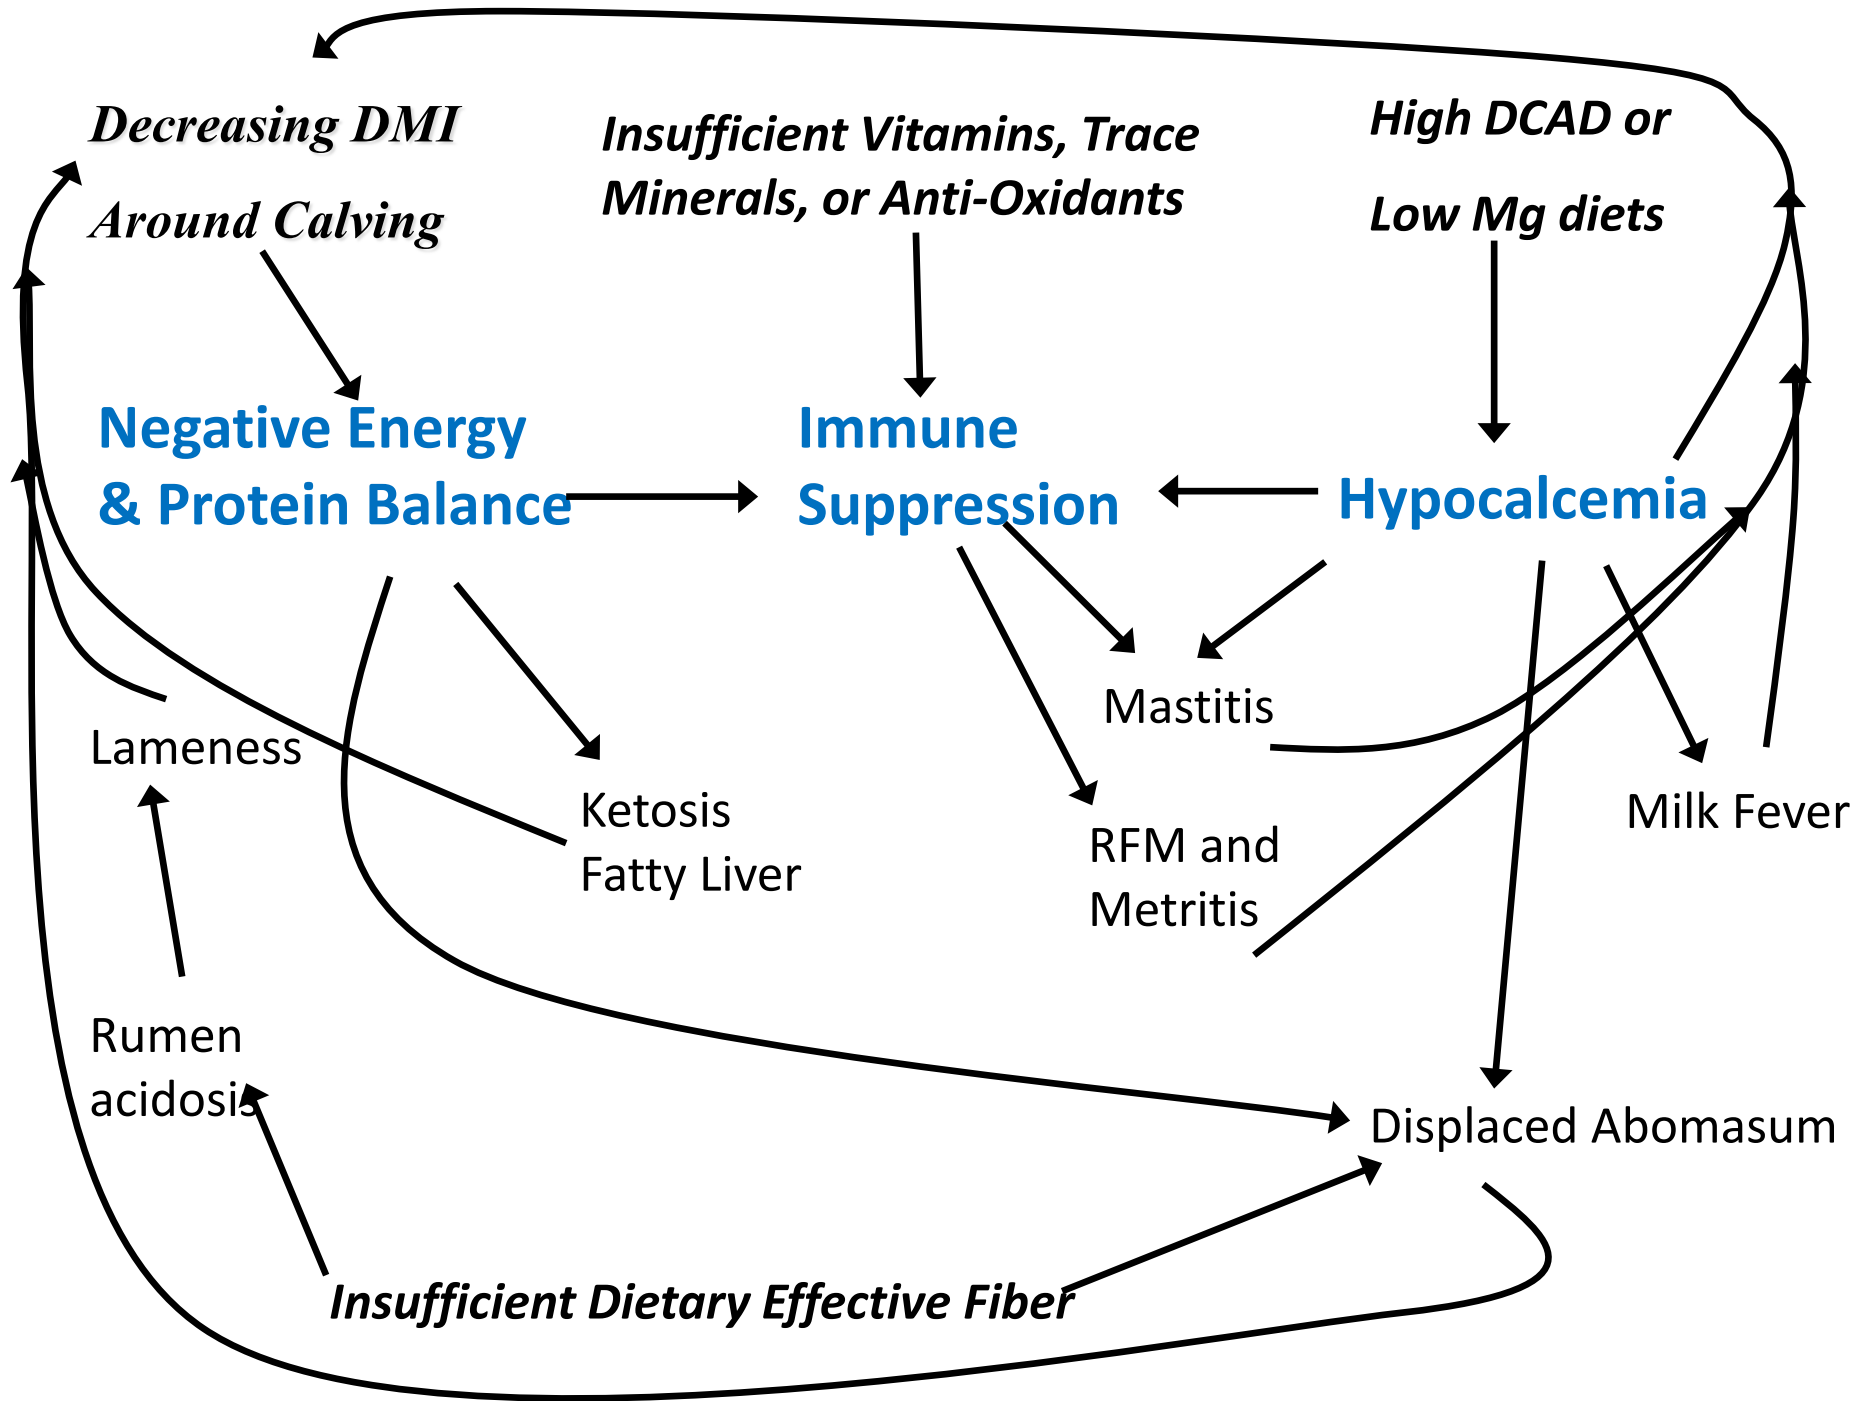 Decreasing DMI
Around Calving
Insufficient Vitamins, Trace
Minerals, or Anti-Oxidants
High DCAD or
Low Mg diets
Negative Energy
& Protein Balance
Immune
Suppression
Hypocalcemia
Lameness
Ketosis
Fatty Liver
Mastitis
RFM and
Metritis
Milk Fever
Rumen
acidosis
Displaced Abomasum
Insufficient Dietary Effective Fiber